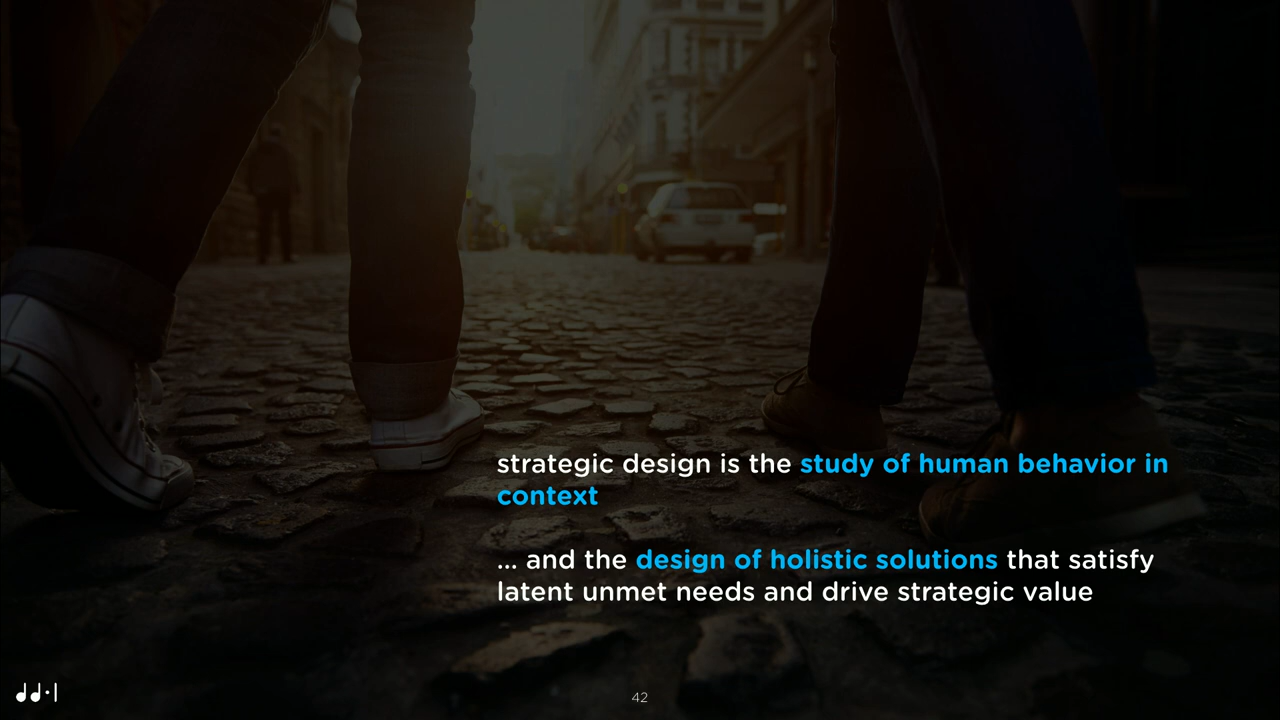 strategic design is the study of human behavior in
context
... and the design of holistic solutions that satisfy
latent unmet needs and drive strategic value
42